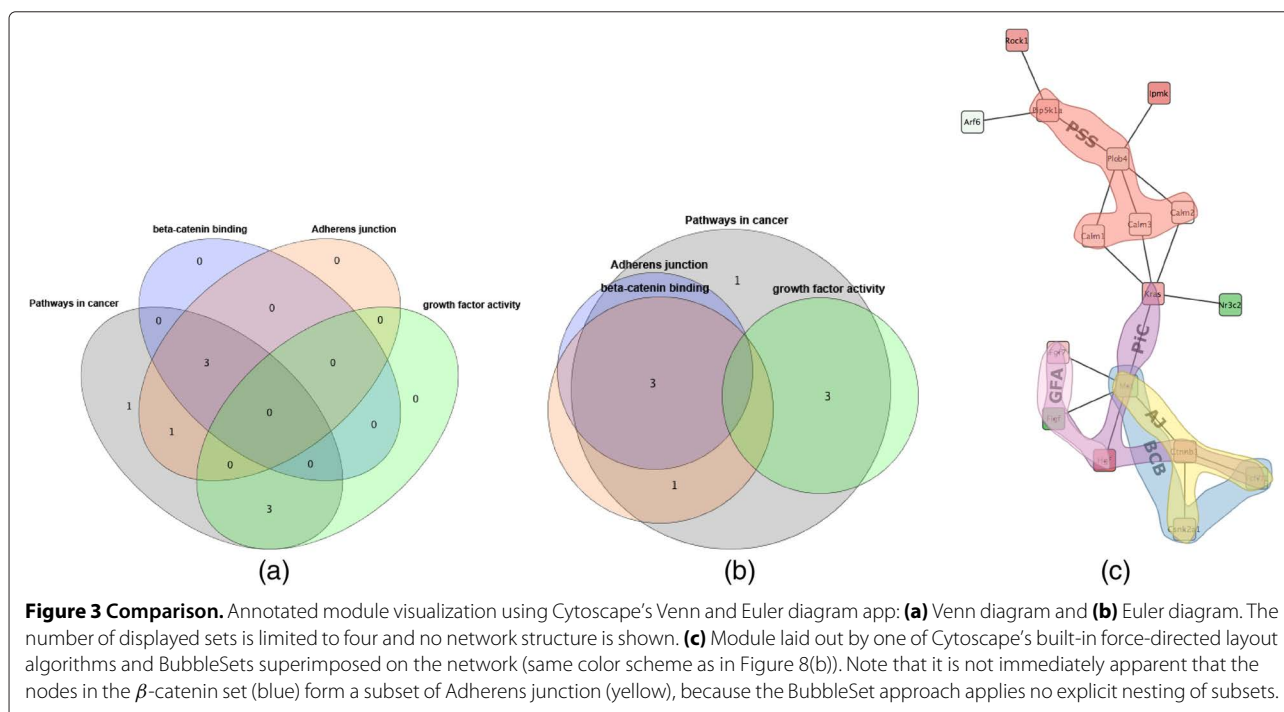 beta-catenin binding
Adherens junction
Pathways in cancer
growth factor activity
0
0
0
0
0
3
0
1
0
0
1
0
0
0
3
(a)
Pathways in cancer
Adherens junction
beta-catenin binding
growth factor activity
1
3
3
1
(b)
Rock1
Ipmk
Pip5k1a
Arf6
PSS
Plcb4
Calm2
Calm3
Calm1
Kras
Nr3c2
PiC
Fgf7
GFA
Met
Figf
AJ
BCB
Ctnnb1
Hgf
Csnk2a1
(c)
Figure 3 Comparison. Annotated module visualization using Cytoscape's Venn and Euler diagram app: (a) Venn diagram and (b) Euler diagram. The
number of displayed sets is limited to four and no network structure is shown. (c) Module laid out by one of Cytoscape's built-in force-directed layout
algorithms and BubbleSets superimposed on the network (same color scheme as in Figure 8(b)). Note that it is not immediately apparent that the
nodes in the β-catenin set (blue) form a subset of Adherens junction (yellow), because the BubbleSet approach applies no explicit nesting of subsets.